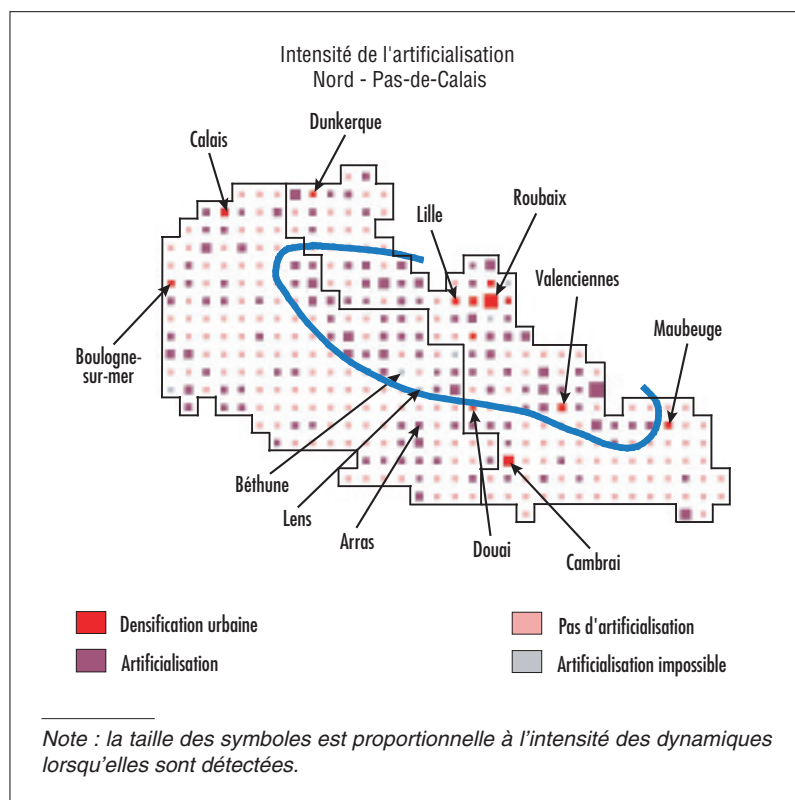 Intensité de l'artificialisation
Nord - Pas-de-Calais
Dunkerque
Calais
Roubaix
Lille
Valenciennes
Maubeuge
Boulogne-
sur-mer
Béthune
Lens
Arras
Douai
Cambrai
Densification urbaine
Pas d'artificialisation
Artificialisation
Artificialisation impossible
Note : la taille des symboles est proportionnelle à l'intensité des dynamiques
lorsqu'elles sont détectées.